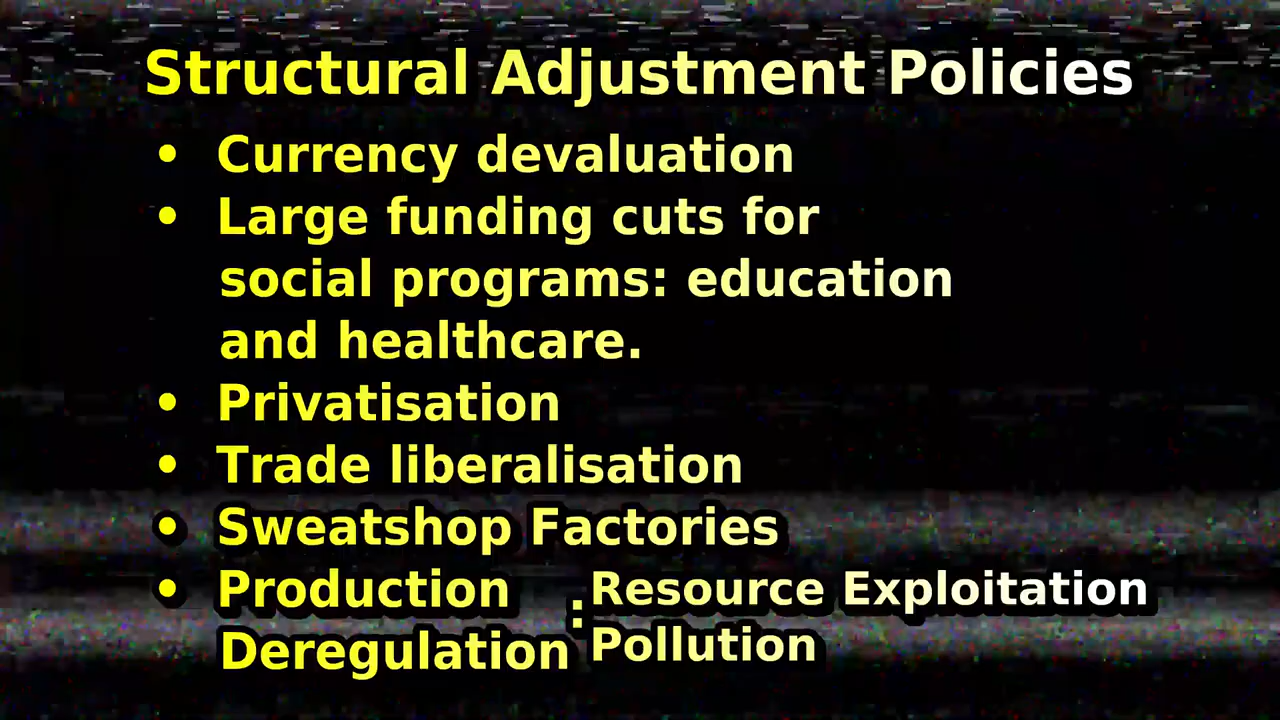 Structural Adjustment Policies
• Currency devaluation
• Large funding cuts for
social programs: education
and healthcare.
• Privatisation
• Trade liberalisation
• Sweatshop Factories
• Production
Deregulation : Resource Exploitation
Pollution